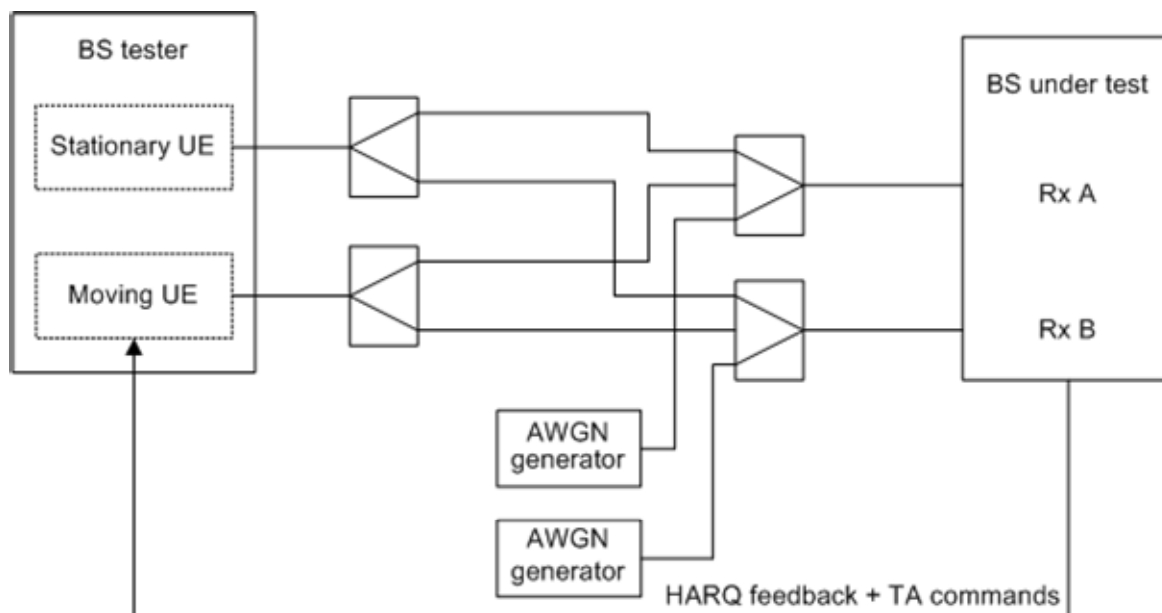 BS tester
Stationary UE
Moving UE
BS under test
Rx A
Rx B
AWGN
generator
AWGN
generator
HARQ feedback + TA commands